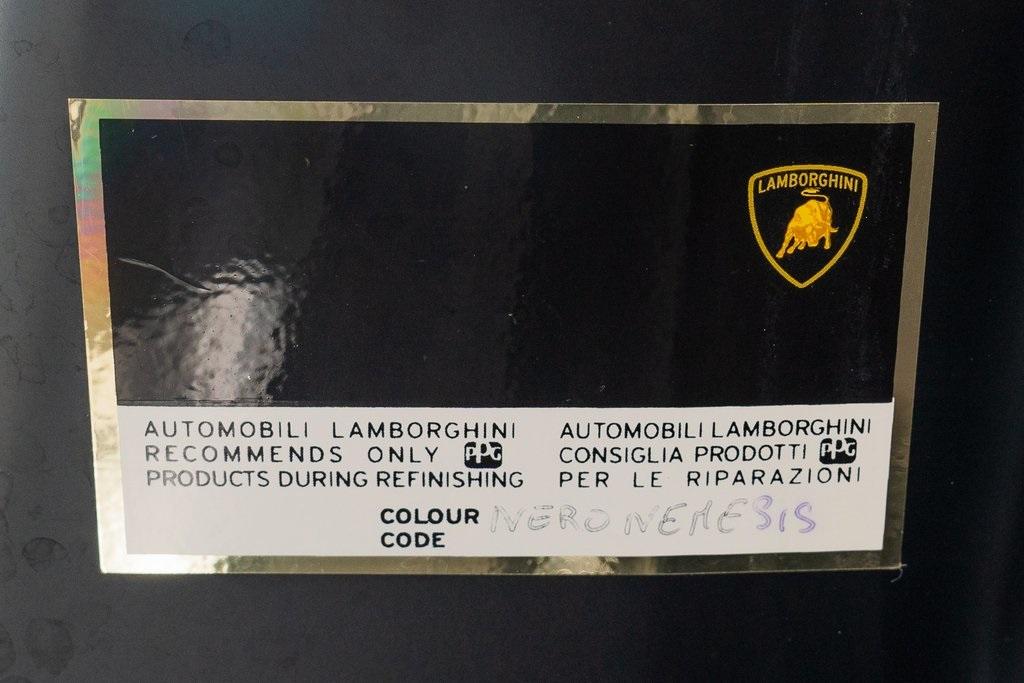 LAMBORGHINI
AUTOMOBILI LAMBORGHINI
RECOMMENDS ONLY PPG
PRODUCTS DURING REFINISHING
AUTOMOBILI LAMBORGHINI
CONSIGLIA PRODOTTI PPG
PER LE RIPARAZIONI
COLOUR CODE NERO NEMESIS